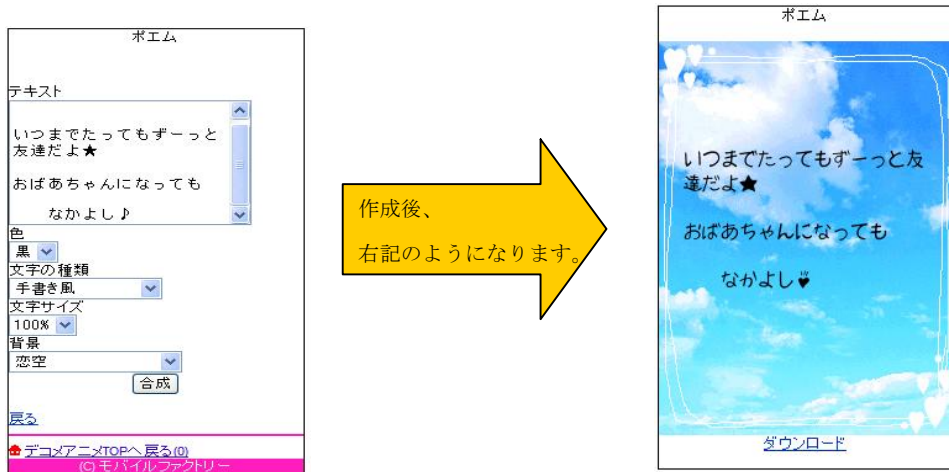 ポエム
テキスト
いつまでたってもずーっと
友達だよ★
おばあちゃんになっても
なかよし♪
色
黒
文字の種類
手書き風
文字サイズ
100%
背景
恋空
合成
戻る
デコメアニメTOPへ戻る(0)
(C)モバイルファクトリー
作成後、
右記のようになります。
ポエム
いつまでたってもずーっと友
達だよ★
おばあちゃんになっても
なかよし
ダウンロード